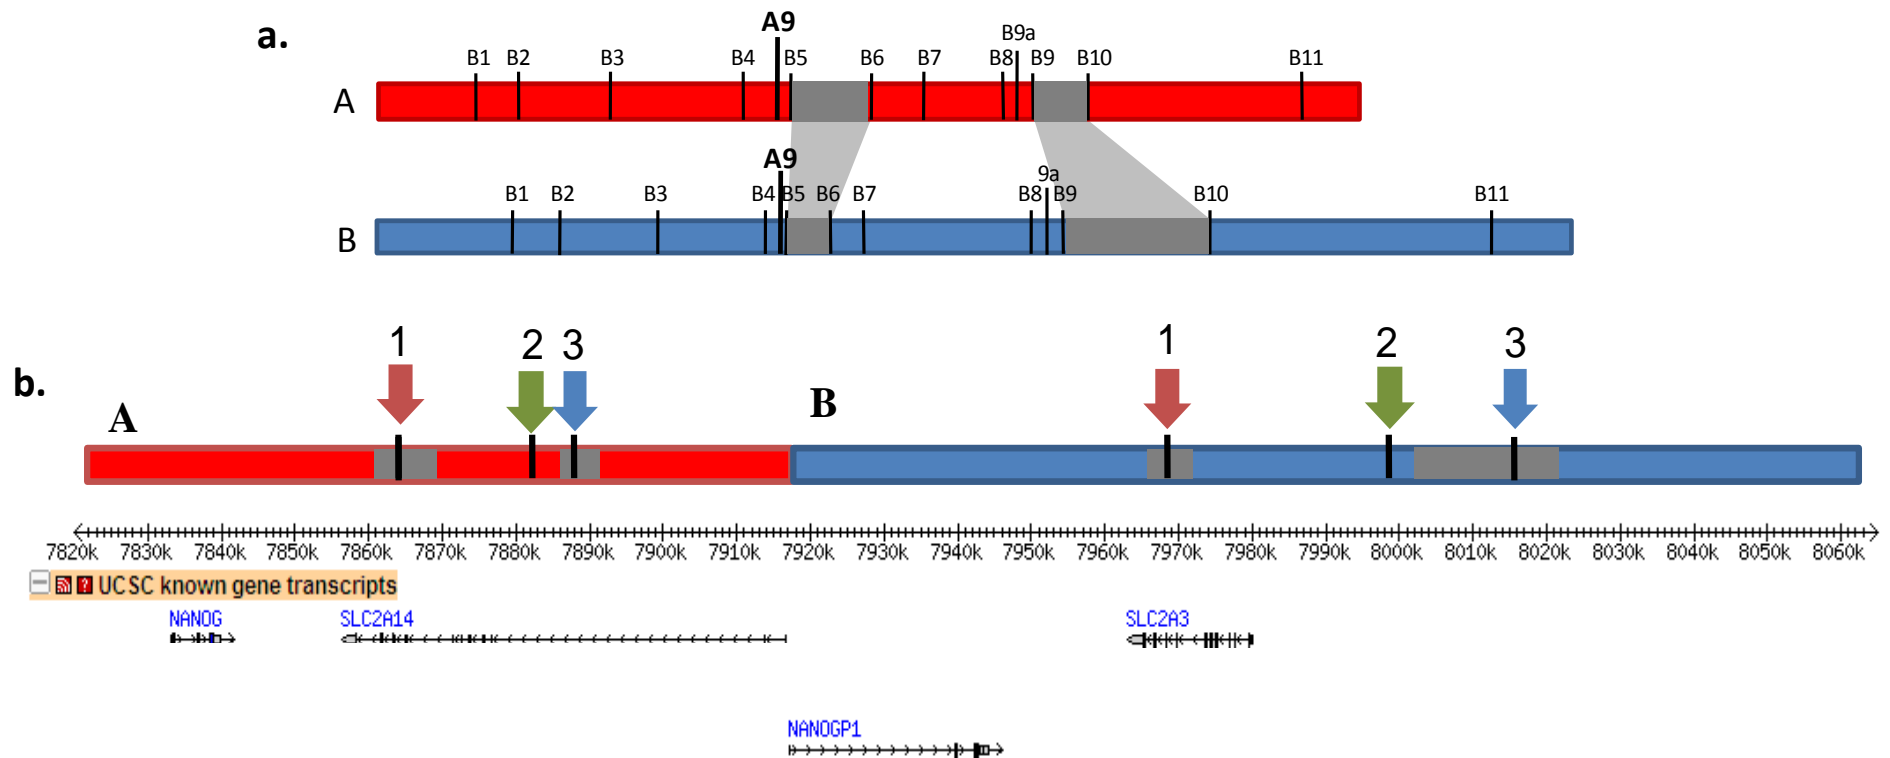 a.
A9
B9a
B1 B2 B3 B4 B5 B6 B7 B8 B9 B10 B11
A
A9
9a
B1 B2 B3 B4 B5 B6 B7 B8 B9 B10 B11
B
1 2 3 1 2 3
b.
A B
7820k 7830k 7840k 7850k 7860k 7870k 7880k 7890k 7900k 7910k 7920k 7930k 7940k 7950k 7960k 7970k 7980k 7990k 8000k 8010k 8020k 8030k 8040k 8050k 8060k
? UCSC known gene transcripts
NANOG SLC2A14 SLC2A3
NANOGP1